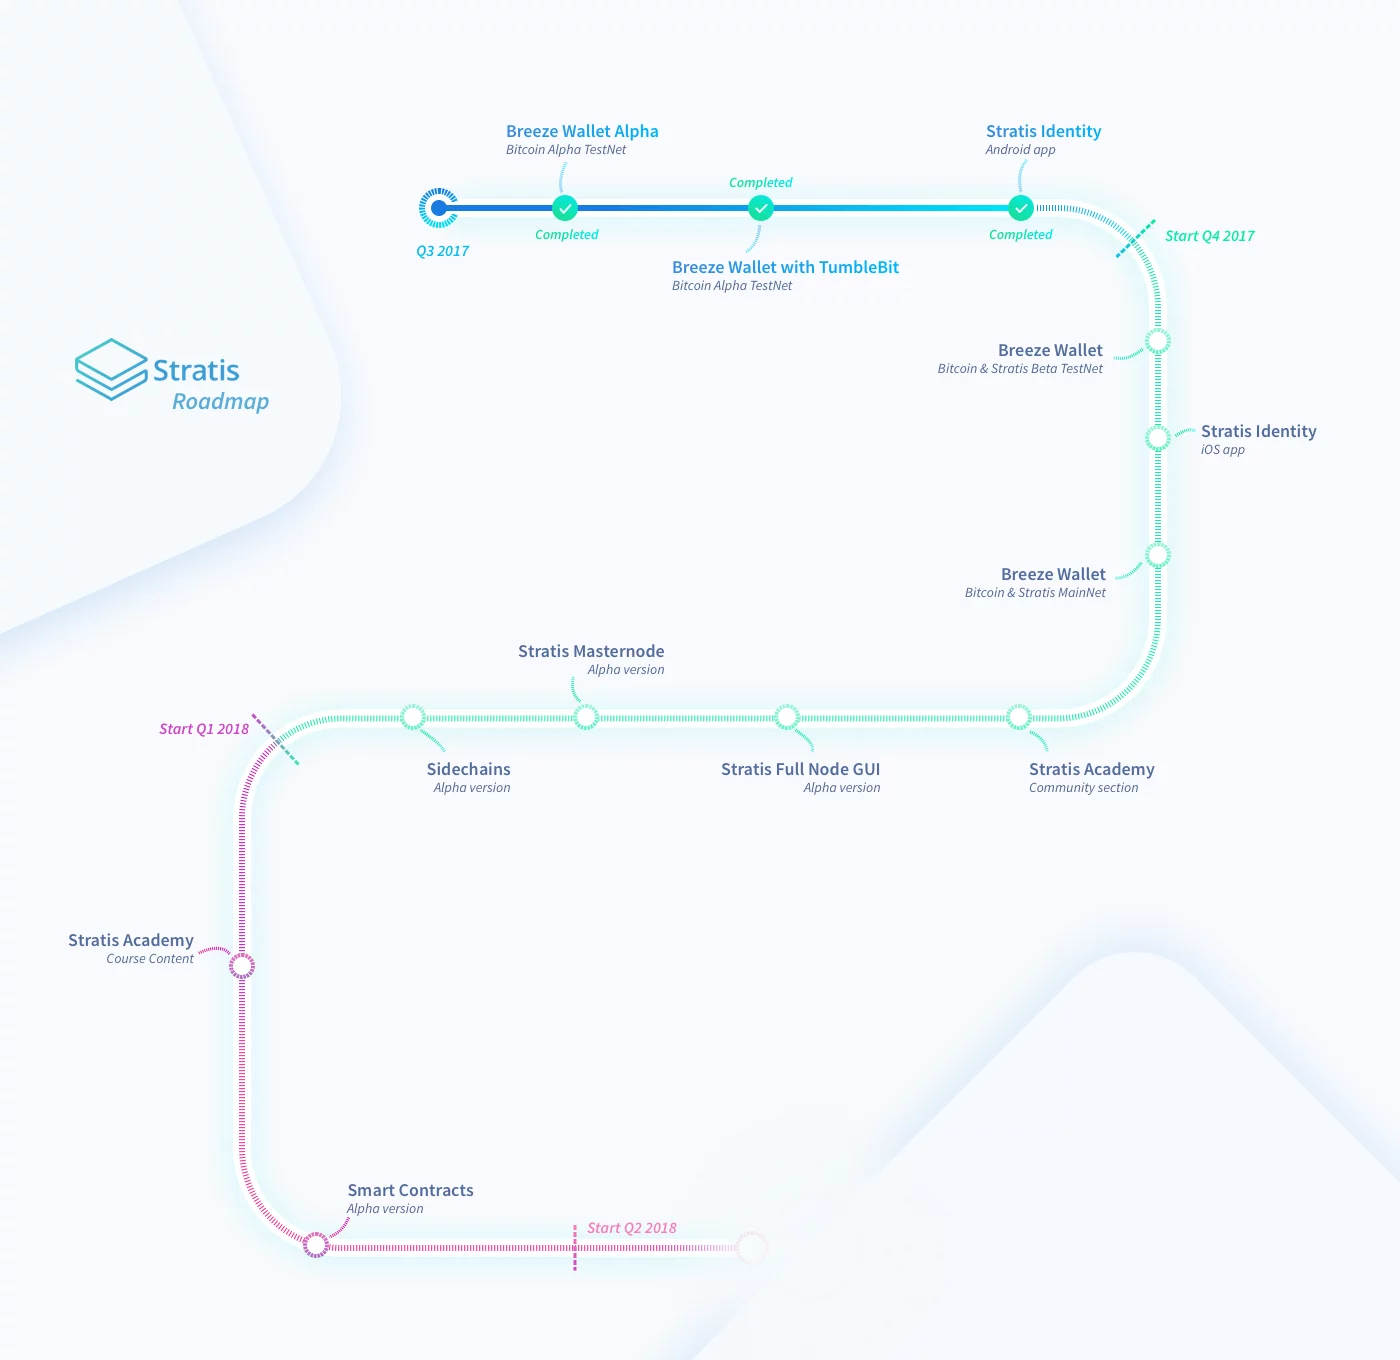 Breeze Wallet Alpha
Bitcoin Alpha TestNet
Stratis Identity
Android app
Completed
Completed
Completed
Q3 2017
Start Q4 2017
Breeze Wallet with TumbleBit
Bitcoin Alpha TestNet
Stratis
Roadmap
Breeze Wallet
Bitcoin & Stratis Beta TestNet
Stratis Identity
iOS app
Breeze Wallet
Bitcoin & Stratis MainNet
Stratis Masternode
Alpha version
Start Q1 2018
Sidechains
Alpha version
Stratis Full Node GUI
Alpha version
Stratis Academy
Community section
Stratis Academy
Course Content
Smart Contracts
Alpha version
Start Q2 2018